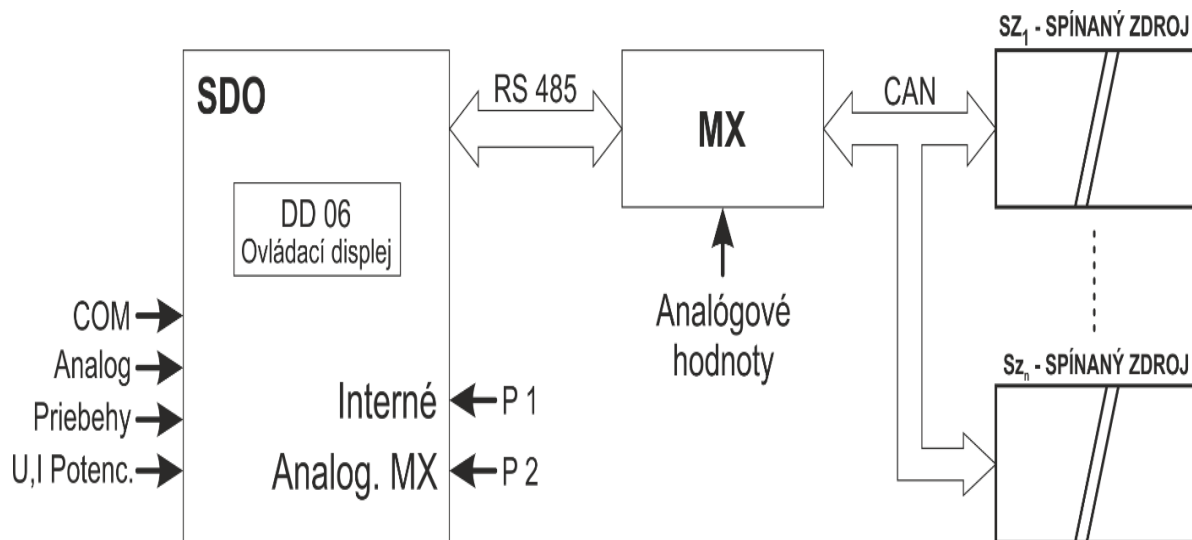 SZ1 - SPÍNANÝ ZDROJ
SDO
RS 485
MX
CAN
DD 06
Ovládací displej
COM
Analog
Priebehy
U,I Potenc.
Interné
P 1
Analog. MX
P 2
Analógové
hodnoty
Szn - SPÍNANÝ ZDROJ